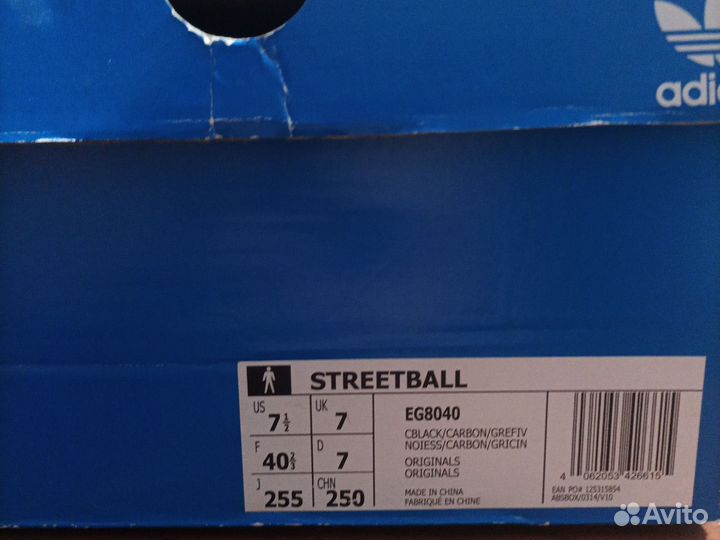 adid
STREETBALL
US UK
7½ 7
F D
40⅔ 7
J CHN
255 250
EG8040
CBLACK/CARBON/GREFIV
NOIESS/CARBON/GRICIN
ORIGINALS
ORIGINALS
MADE IN CHINA
FABRIQUÉ EN CHINE
4 062053 426615
EAN PO# 125315854
ABSBOX/0314/V10
Avito